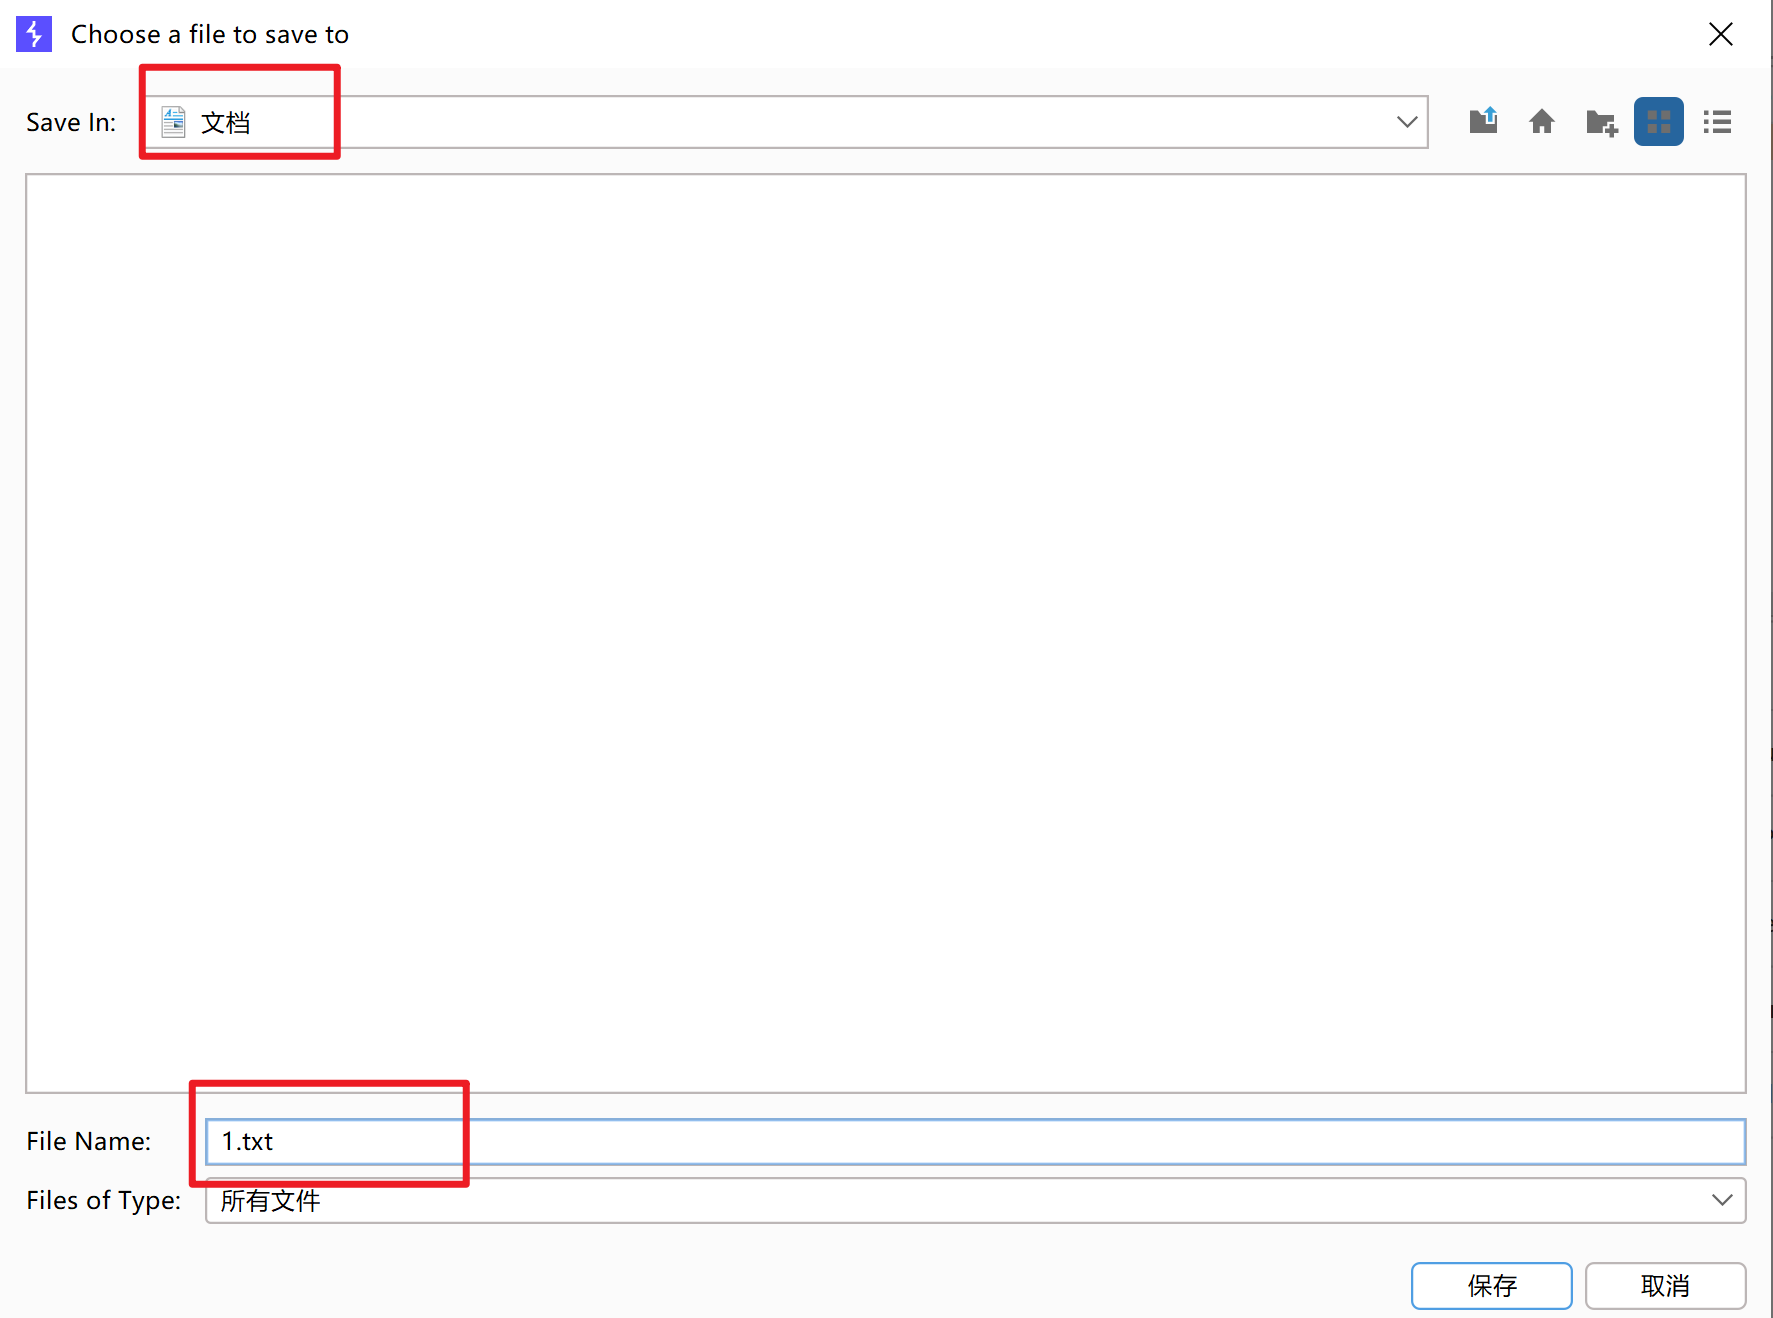 Choose a file to save to
Save In: 文档
File Name: 1.txt
Files of Type: 所有文件
保存 取消